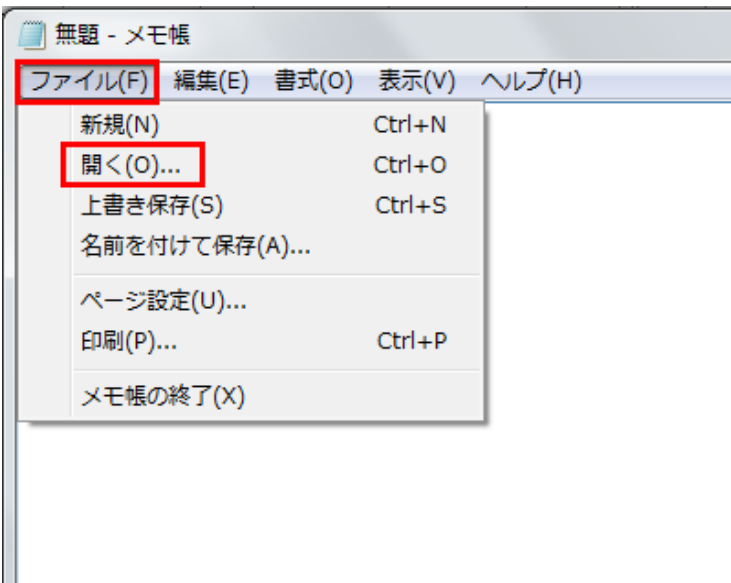 無題 - メモ帳
ファイル(F) 編集(E) 書式(O) 表示(V) ヘルプ(H)
新規(N) Ctrl+N
開く(O)... Ctrl+O
上書き保存(S) Ctrl+S
名前を付けて保存(A)...
ページ設定(U)...
印刷(P)... Ctrl+P
メモ帳の終了(X)